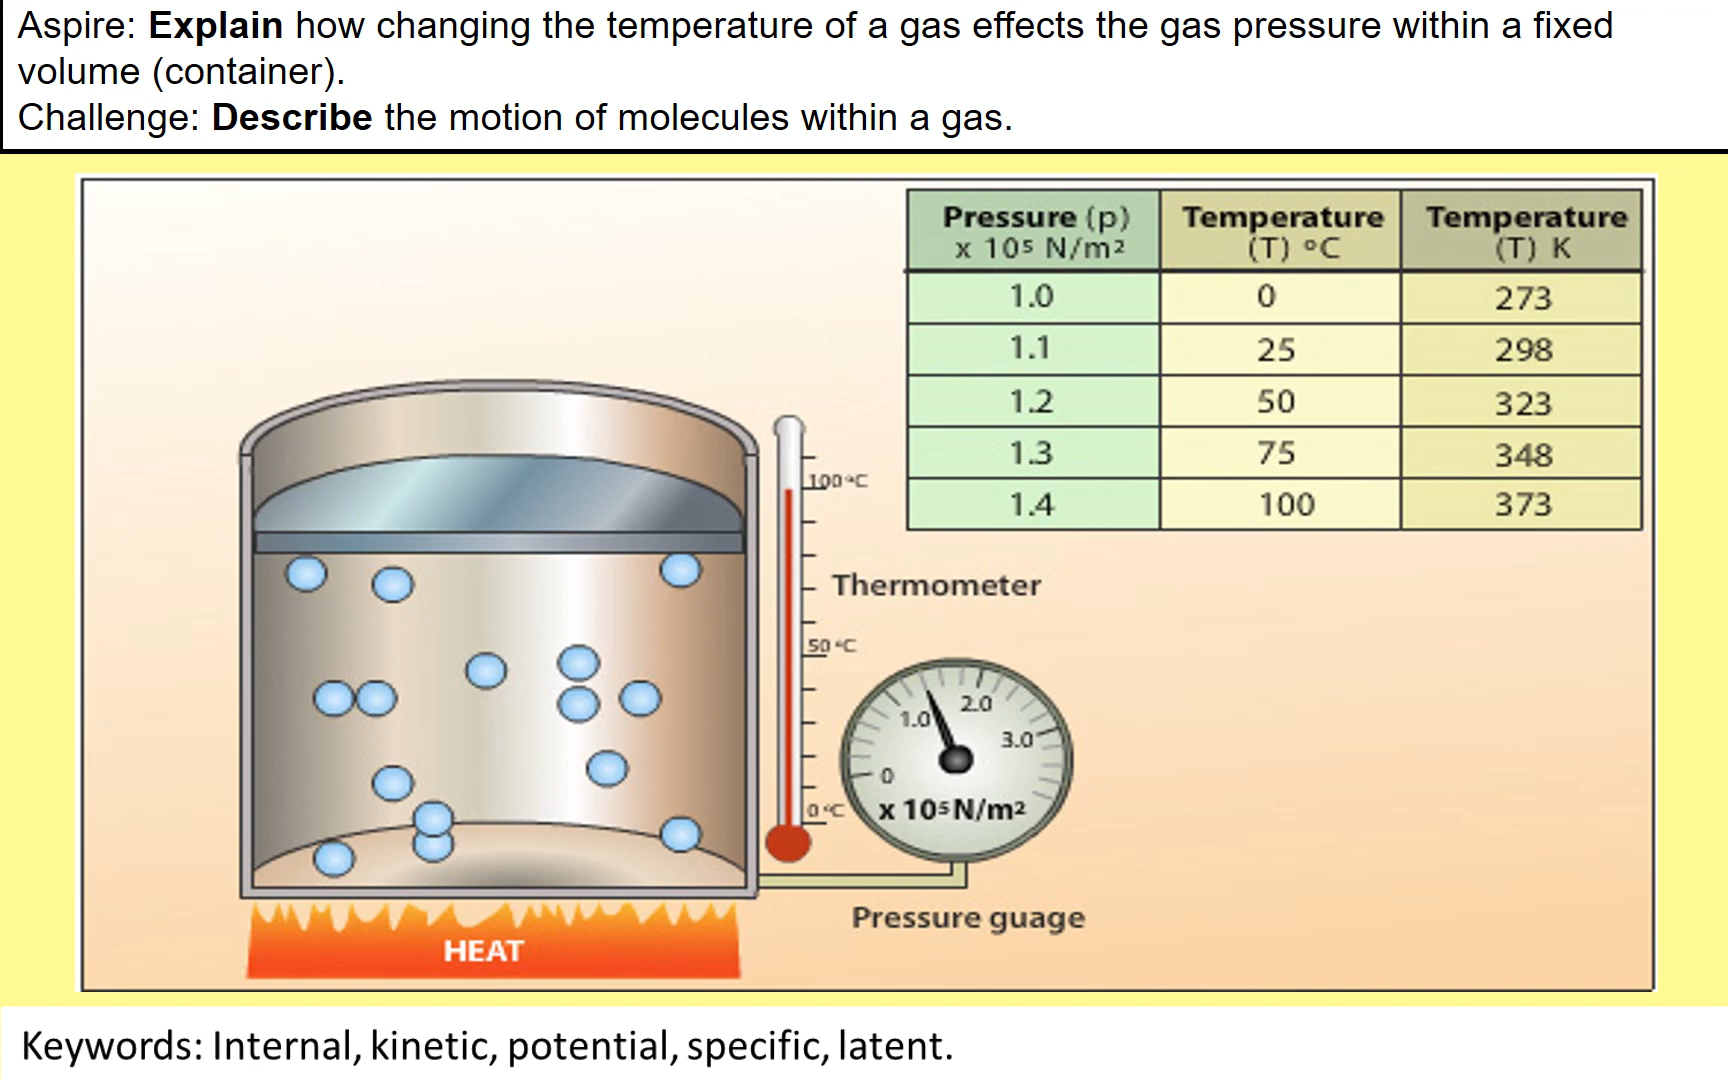 Aspire: Explain how changing the temperature of a gas effects the gas pressure within a fixed
volume (container).
Challenge: Describe the motion of molecules within a gas.
Pressure (p) Temperature Temperature
x 10⁵ N/m² (T) °C (T) K
1.0 0 273
1.1 25 298
1.2 50 323
1.3 75 348
1.4 100 373
100 °C
Thermometer
50 °C
1.0 2.0
3.0
0
0 °C
x 10⁵ N/m²
Pressure guage
HEAT
Keywords: Internal, kinetic, potential, specific, latent.